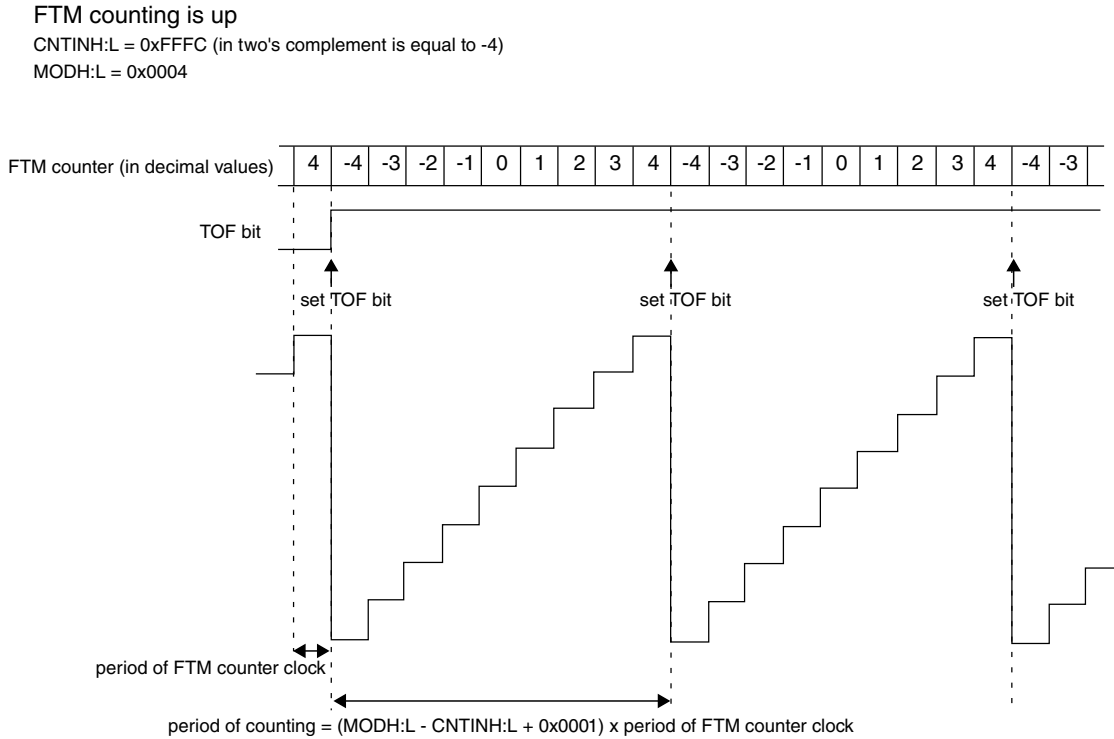 FTM counting is up
CNTINH:L = 0xFFFC (in two's complement is equal to -4)
MODH:L = 0x0004
FTM counter (in decimal values) 4 -4 -3 -2 -1 0 1 2 3 4 -4 -3 -2 -1 0 1 2 3 4 -4 -3
TOF bit
set TOF bit set TOF bit set TOF bit
period of FTM counter clock
period of counting = (MODH:L - CNTINH:L + 0x0001) x period of FTM counter clock